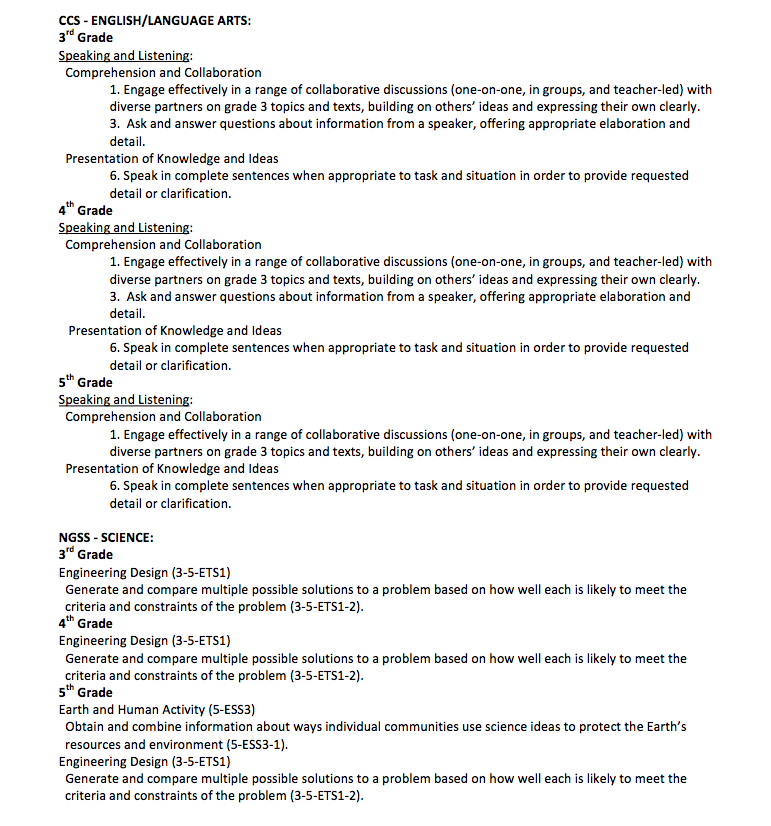 CCS - ENGLISH/LANGUAGE ARTS:
3rd Grade
Speaking and Listening:
Comprehension and Collaboration
1. Engage effectively in a range of collaborative discussions (one-on-one, in groups, and teacher-led) with
diverse partners on grade 3 topics and texts, building on others’ ideas and expressing their own clearly.
3. Ask and answer questions about information from a speaker, offering appropriate elaboration and
detail.
Presentation of Knowledge and Ideas
6. Speak in complete sentences when appropriate to task and situation in order to provide requested
detail or clarification.
4th Grade
Speaking and Listening:
Comprehension and Collaboration
1. Engage effectively in a range of collaborative discussions (one-on-one, in groups, and teacher-led) with
diverse partners on grade 3 topics and texts, building on others’ ideas and expressing their own clearly.
3. Ask and answer questions about information from a speaker, offering appropriate elaboration and
detail.
Presentation of Knowledge and Ideas
6. Speak in complete sentences when appropriate to task and situation in order to provide requested
detail or clarification.
5th Grade
Speaking and Listening:
Comprehension and Collaboration
1. Engage effectively in a range of collaborative discussions (one-on-one, in groups, and teacher-led) with
diverse partners on grade 3 topics and texts, building on others’ ideas and expressing their own clearly.
Presentation of Knowledge and Ideas
6. Speak in complete sentences when appropriate to task and situation in order to provide requested
detail or clarification.
NGSS - SCIENCE:
3rd Grade
Engineering Design (3-5-ETS1)
Generate and compare multiple possible solutions to a problem based on how well each is likely to meet the
criteria and constraints of the problem (3-5-ETS1-2).
4th Grade
Engineering Design (3-5-ETS1)
Generate and compare multiple possible solutions to a problem based on how well each is likely to meet the
criteria and constraints of the problem (3-5-ETS1-2).
5th Grade
Earth and Human Activity (5-ESS3)
Obtain and combine information about ways individual communities use science ideas to protect the Earth’s
resources and environment (5-ESS3-1).
Engineering Design (3-5-ETS1)
Generate and compare multiple possible solutions to a problem based on how well each is likely to meet the
criteria and constraints of the problem (3-5-ETS1-2).